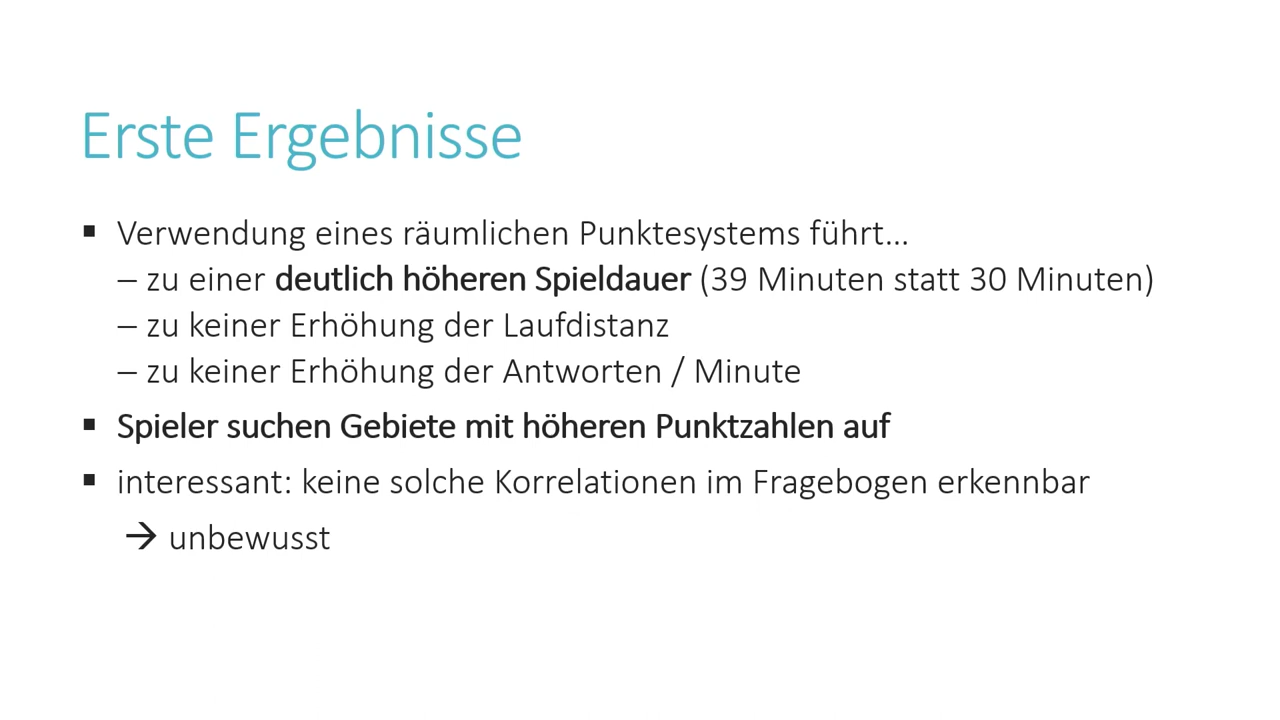 Erste Ergebnisse
▪ Verwendung eines räumlichen Punktesystems führt...
– zu einer deutlich höheren Spieldauer (39 Minuten statt 30 Minuten)
– zu keiner Erhöhung der Laufdistanz
– zu keiner Erhöhung der Antworten / Minute
▪ Spieler suchen Gebiete mit höheren Punktzahlen auf
▪ interessant: keine solche Korrelationen im Fragebogen erkennbar
→ unbewusst